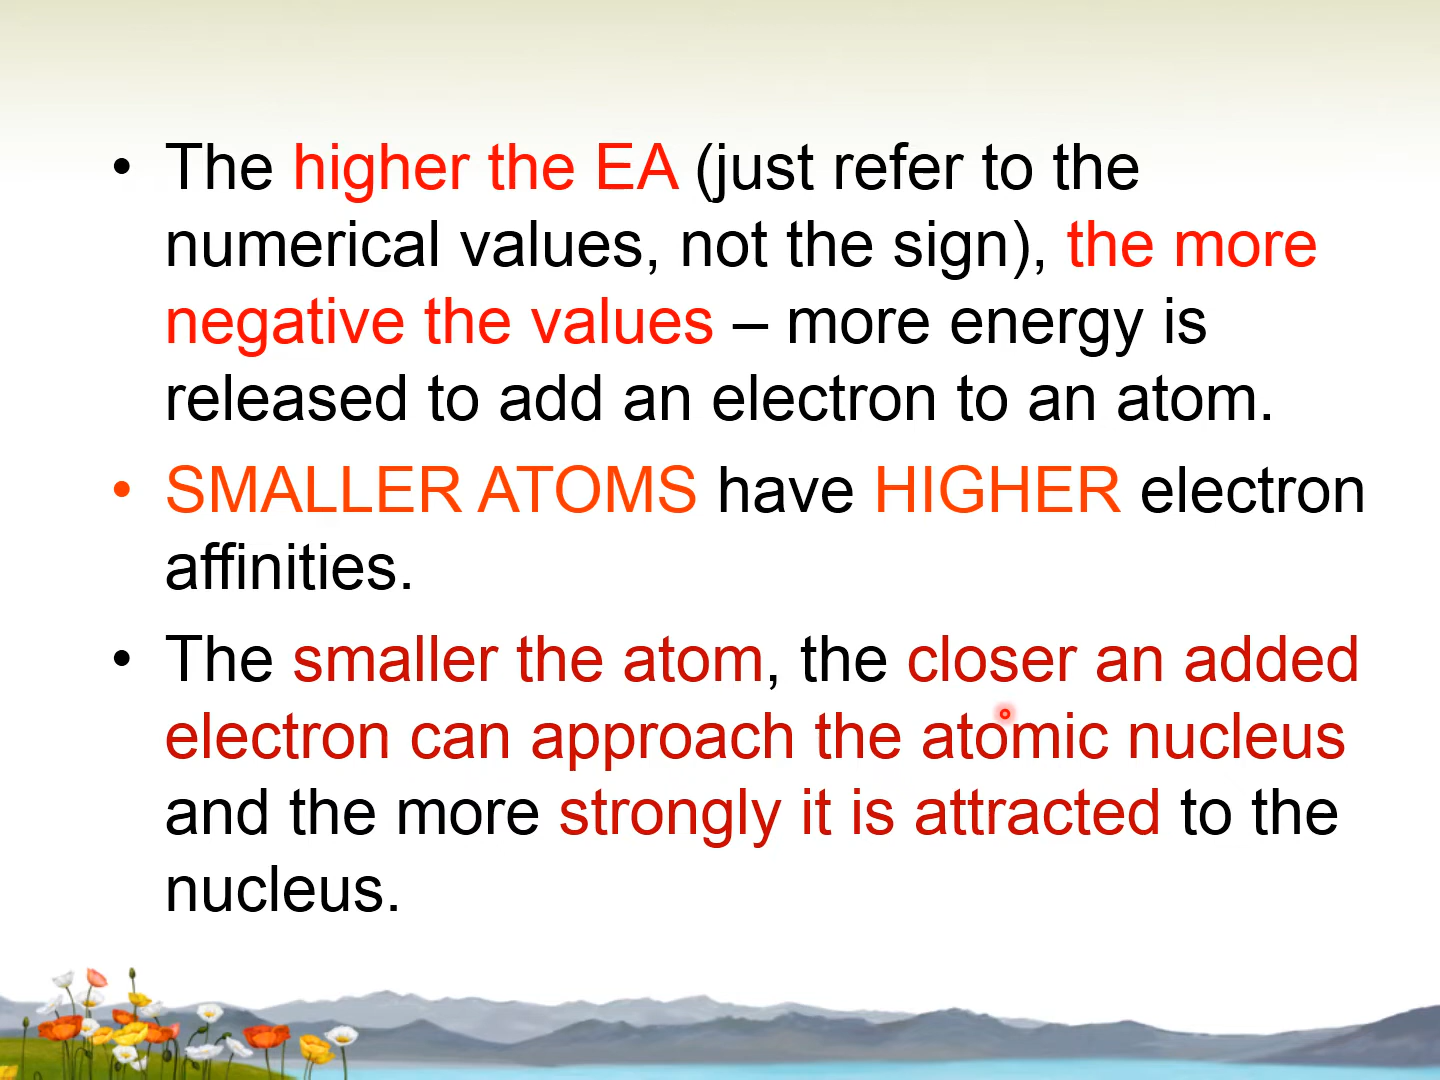 • The higher the EA (just refer to the
numerical values, not the sign), the more
negative the values – more energy is
released to add an electron to an atom.
• SMALLER ATOMS have HIGHER electron
affinities.
• The smaller the atom, the closer an added
electron can approach the atomic nucleus
and the more strongly it is attracted to the
nucleus.